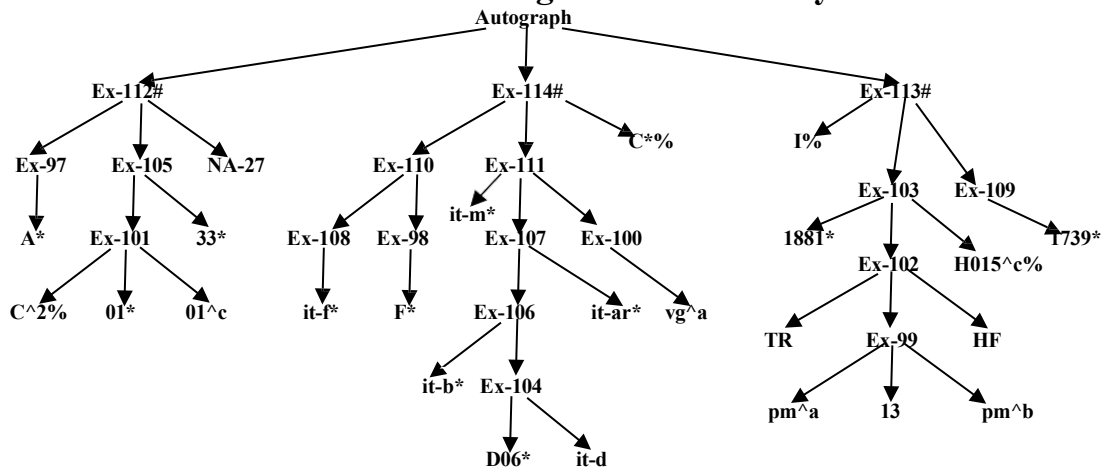 Autograph
Ex-112# Ex-114# Ex-113#
C*% I%
Ex-97 Ex-105 NA-27 Ex-110 Ex-111
Ex-103 Ex-109
it-m*
A* Ex-101 33* Ex-108 Ex-98 Ex-107 Ex-100 1881* 1739*
Ex-102 H015^c%
C^2% 01* 01^c it-f* F* Ex-106 it-ar* vg^a
TR Ex-99 HF
it-b* Ex-104
pm^a 13 pm^b
D06* it-d